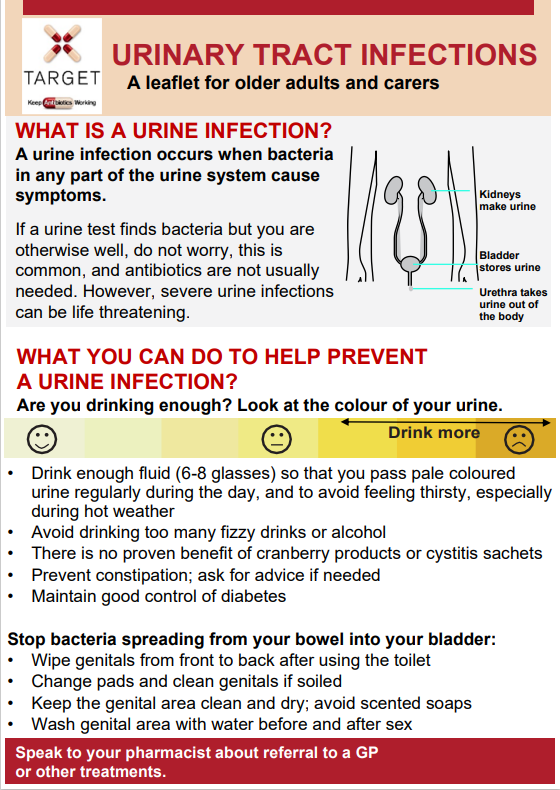 TARGET
Keep Antibiotics Working
URINARY TRACT INFECTIONS
A leaflet for older adults and carers
WHAT IS A URINE INFECTION?
A urine infection occurs when bacteria
in any part of the urine system cause
symptoms.
If a urine test finds bacteria but you are
otherwise well, do not worry, this is
common, and antibiotics are not usually
needed. However, severe urine infections
can be life threatening.
Kidneys
make urine
Bladder
stores urine
Urethra takes
urine out of
the body
WHAT YOU CAN DO TO HELP PREVENT
A URINE INFECTION?
Are you drinking enough? Look at the colour of your urine.
Drink more
• Drink enough fluid (6-8 glasses) so that you pass pale coloured
urine regularly during the day, and to avoid feeling thirsty, especially
during hot weather
• Avoid drinking too many fizzy drinks or alcohol
• There is no proven benefit of cranberry products or cystitis sachets
• Prevent constipation; ask for advice if needed
• Maintain good control of diabetes
Stop bacteria spreading from your bowel into your bladder:
• Wipe genitals from front to back after using the toilet
• Change pads and clean genitals if soiled
• Keep the genital area clean and dry; avoid scented soaps
• Wash genital area with water before and after sex
Speak to your pharmacist about referral to a GP
or other treatments.